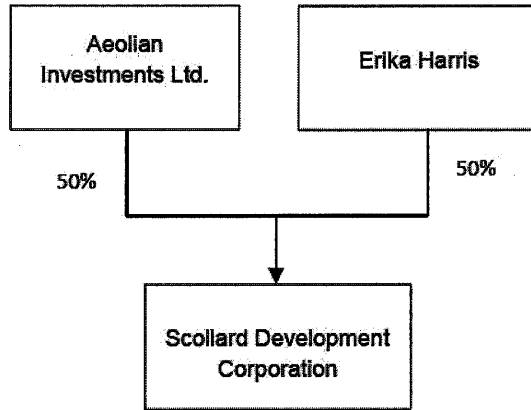 Aeolian
Investments Ltd.
Erika Harris
50%
50%
Scollard Development
Corporation